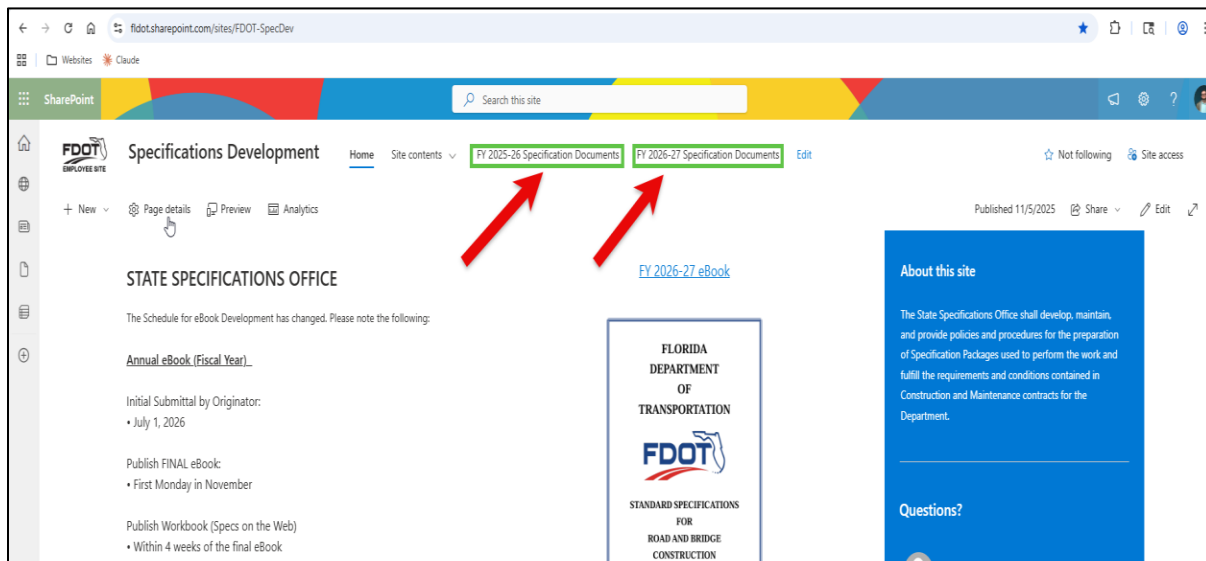 fldot.sharepoint.com/sites/FDOT-SpecDev
Websites Claude
SharePoint
Search this site
FDOT
EMPLOYEE SITE
Specifications Development
Home Site contents FY 2025-26 Specification Documents FY 2026-27 Specification Documents Edit
Not following Site access
+ New Page details Preview Analytics
Published 11/5/2025 Share Edit
STATE SPECIFICATIONS OFFICE
The Schedule for eBook Development has changed. Please note the following:
Annual eBook (Fiscal Year)
Initial Submittal by Originator:
• July 1, 2026
Publish FINAL eBook:
• First Monday in November
Publish Workbook (Specs on the Web)
• Within 4 weeks of the final eBook
FY 2026-27 eBook
FLORIDA
DEPARTMENT
OF
TRANSPORTATION
FDOT
STANDARD SPECIFICATIONS
FOR
ROAD AND BRIDGE
CONSTRUCTION
About this site
The State Specifications Office shall develop, maintain,
and provide policies and procedures for the preparation
of Specification Packages used to perform the work and
fulfill the requirements and conditions contained in
Construction and Maintenance contracts for the
Department.
Questions?